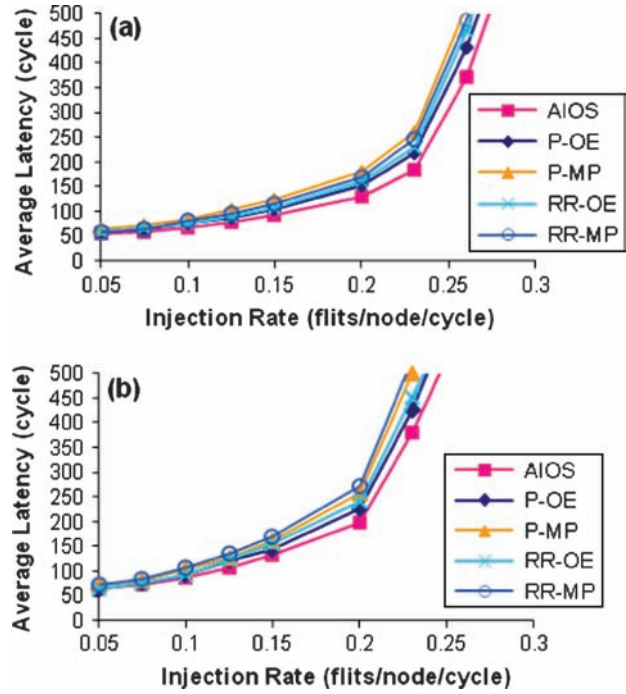 (a)
Average Latency (cycle)
500
450
400
350
300
250
200
150
100
50
0
0.05 0.1 0.15 0.2 0.25 0.3
Injection Rate (flits/node/cycle)
AIOS
P-OE
P-MP
RR-OE
RR-MP
(b)
Average Latency (cycle)
500
450
400
350
300
250
200
150
100
50
0
0.05 0.1 0.15 0.2 0.25 0.3
Injection Rate (flits/node/cycle)
AIOS
P-OE
P-MP
RR-OE
RR-MP